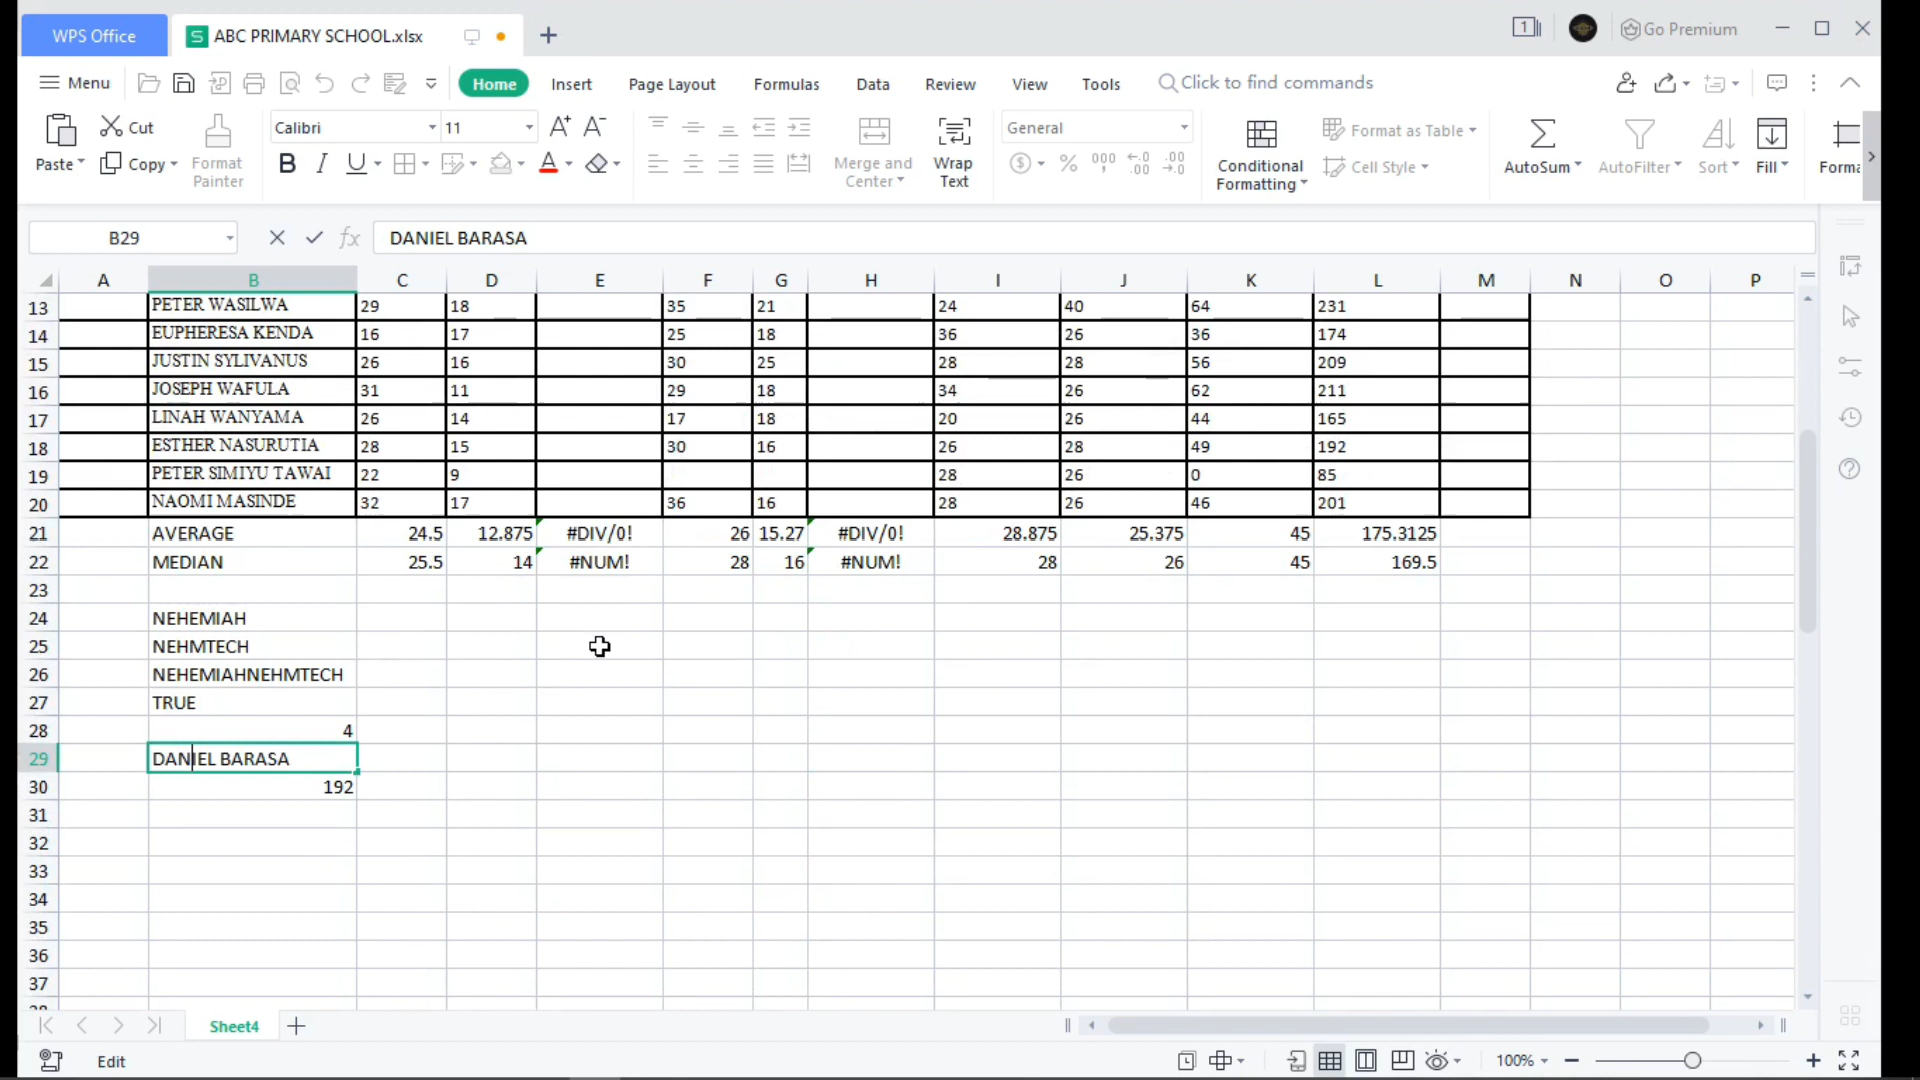 WPS Office ABC PRIMARY SCHOOL.xlsx Go Premium
Menu Home Insert Page Layout Formulas Data Review View Tools Click to find commands
Paste Cut Copy Format Painter Calibri 11 Merge and Center Wrap Text General Conditional Formatting Format as Table Cell Style AutoSum AutoFilter Sort Fill Forma
B29 fx DANIEL BARASA
A B C D E F G H I J K L M N O P
13 PETER WASILWA 29 18 35 21 24 40 64 231
14 EUPHERESA KENDA 16 17 25 18 36 26 36 174
15 JUSTIN SYLIVANUS 26 16 30 25 28 28 56 209
16 JOSEPH WAFULA 31 11 29 18 34 26 62 211
17 LINAH WANYAMA 26 14 17 18 20 26 44 165
18 ESTHER NASURUTIA 28 15 30 16 26 28 49 192
19 PETER SIMIYU TAWAI 22 9 28 26 0 85
20 NAOMI MASINDE 32 17 36 16 28 26 46 201
21 AVERAGE 24.5 12.875 #DIV/0! 26 15.27 #DIV/0! 28.875 25.375 45 175.3125
22 MEDIAN 25.5 14 #NUM! 28 16 #NUM! 28 26 45 169.5
23
24 NEHEMIAH
25 NEHMTECH
26 NEHEMIAHNEHMTECH
27 TRUE
28 4
29 DANIEL BARASA
30 192
31
32
33
34
35
36
37
Sheet4
Edit 100%